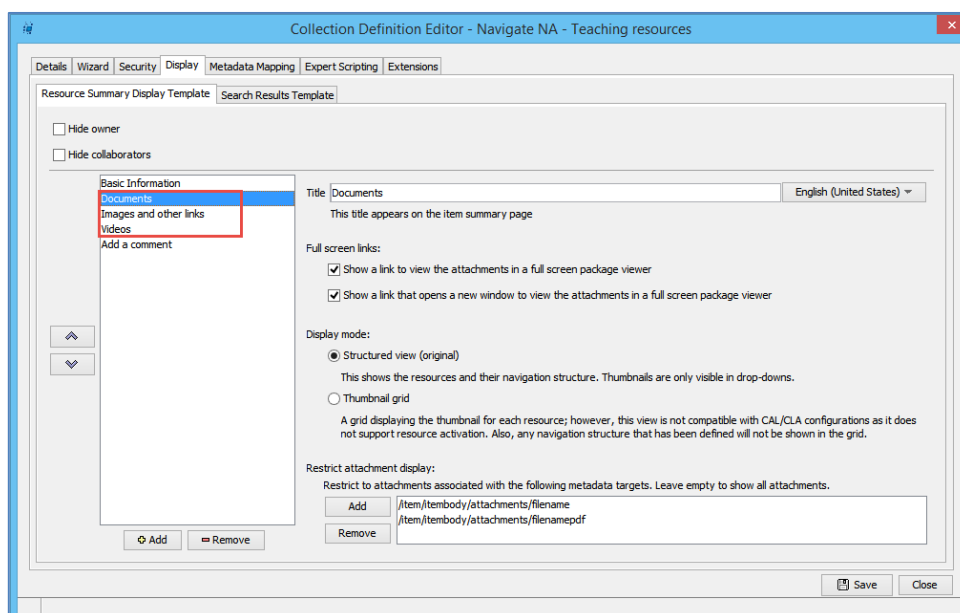 Collection Definition Editor - Navigate NA - Teaching resources
Details Wizard Security Display Metadata Mapping Expert Scripting Extensions
Resource Summary Display Template Search Results Template
Hide owner
Hide collaborators
Basic Information
Documents
Images and other links
Videos
Add a comment
Add Remove
Title Documents English (United States)
This title appears on the item summary page
Full screen links:
Show a link to view the attachments in a full screen package viewer
Show a link that opens a new window to view the attachments in a full screen package viewer
Display mode:
Structured view (original)
This shows the resources and their navigation structure. Thumbnails are only visible in drop-downs.
Thumbnail grid
A grid displaying the thumbnail for each resource; however, this view is not compatible with CAL/CLA configurations as it does
not support resource activation. Also, any navigation structure that has been defined will not be shown in the grid.
Restrict attachment display:
Restrict to attachments associated with the following metadata targets. Leave empty to show all attachments.
Add
Remove
/item/itembody/attachments/filename
/item/itembody/attachments/filenamepdf
Save Close